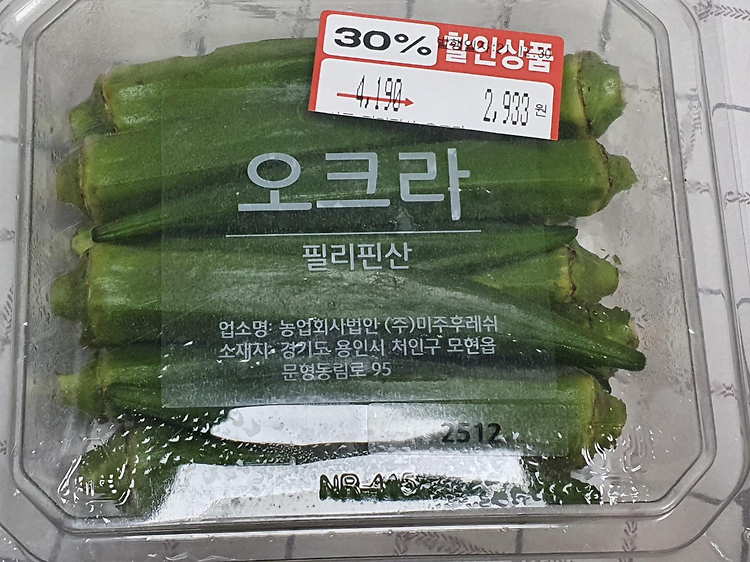 30% 할인상품
4,190 2,933 원
오크라
필리핀산
업소명: 농업회사법인 (주)미주후레쉬
소재지: 경기도 용인시 처인구 모현읍
문형동림로 95
2512